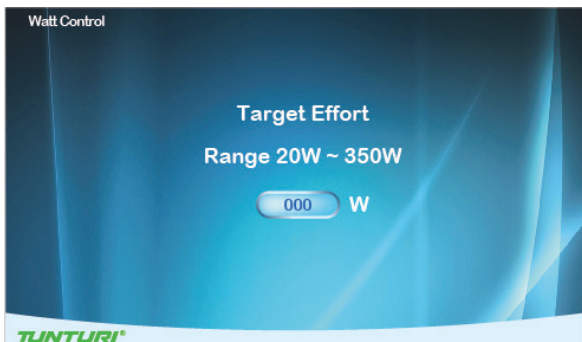 Watt Control
Target Effort
Range 20W ~ 350W
000 W
TUNTURI®